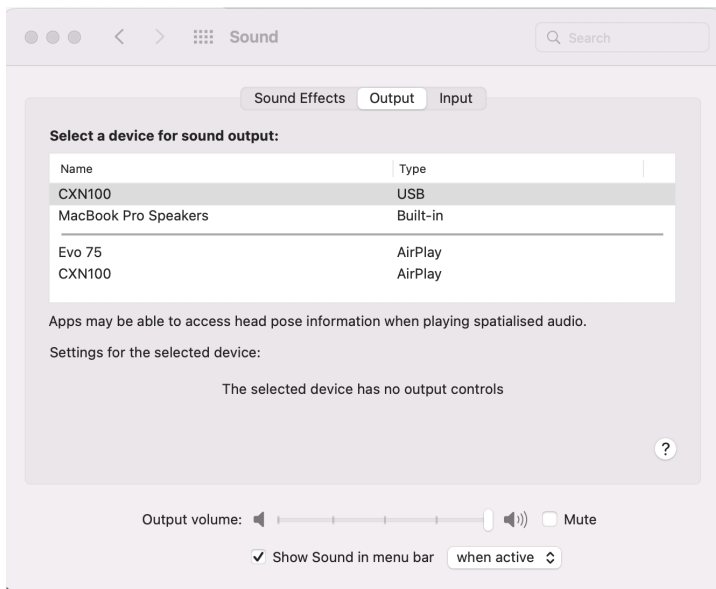 Sound
Search
Sound Effects Output Input
Select a device for sound output:
Name Type
CXN100 USB
MacBook Pro Speakers Built-in
Evo 75 AirPlay
CXN100 AirPlay
Apps may be able to access head pose information when playing spatialised audio.
Settings for the selected device:
The selected device has no output controls
?
Output volume: Mute
Show Sound in menu bar when active